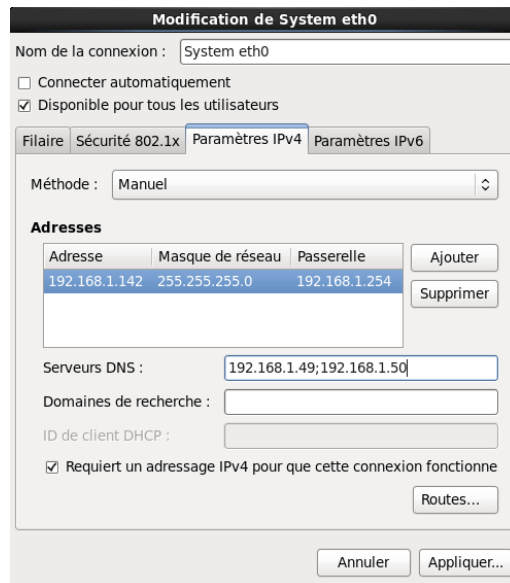 Modification de System eth0
Nom de la connexion : System eth0
Connecter automatiquement
Disponible pour tous les utilisateurs
Filaire Sécurité 802.1x Paramètres IPv4 Paramètres IPv6
Méthode : Manuel
Adresses
Adresse Masque de réseau Passerelle Ajouter
192.168.1.142 255.255.255.0 192.168.1.254
Supprimer
Serveurs DNS : 192.168.1.49;192.168.1.50
Domaines de recherche :
ID de client DHCP :
Requiert un adressage IPv4 pour que cette connexion fonctionne
Routes...
Annuler Appliquer...